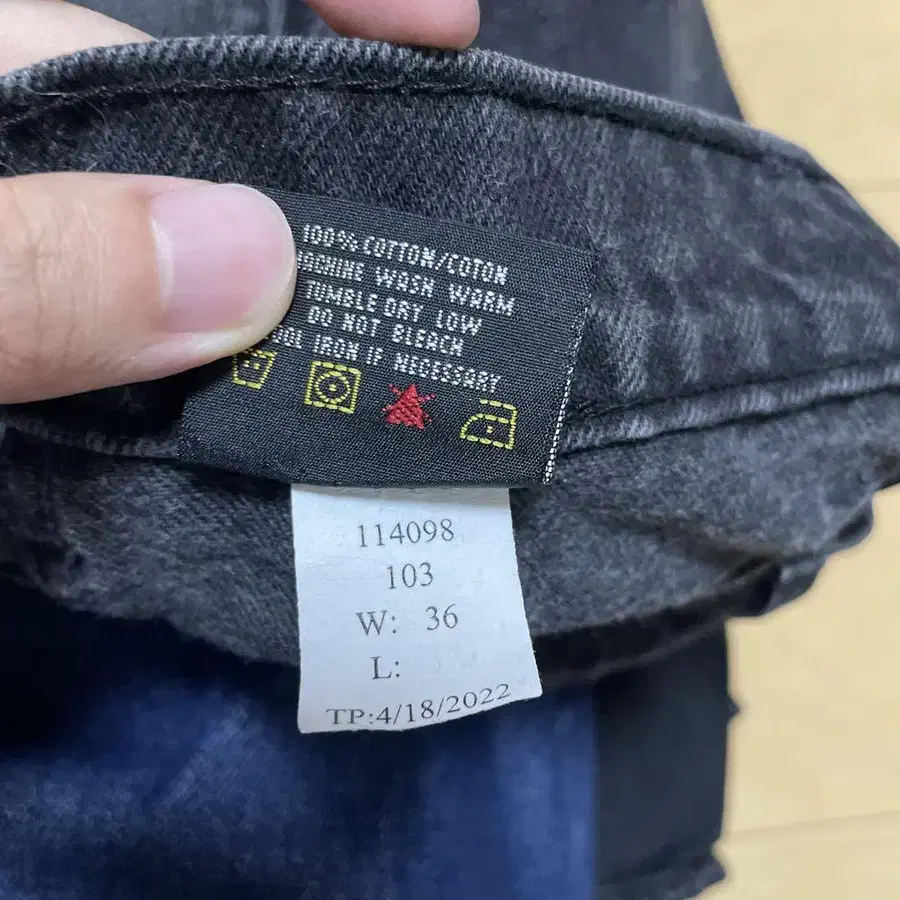 100% COTTON/COTON
MACHINE WASH WARM
TUMBLE DRY LOW
DO NOT BLEACH
IRON IF NECESSARY
114098
103
W: 36
L:
TP:4/18/2022